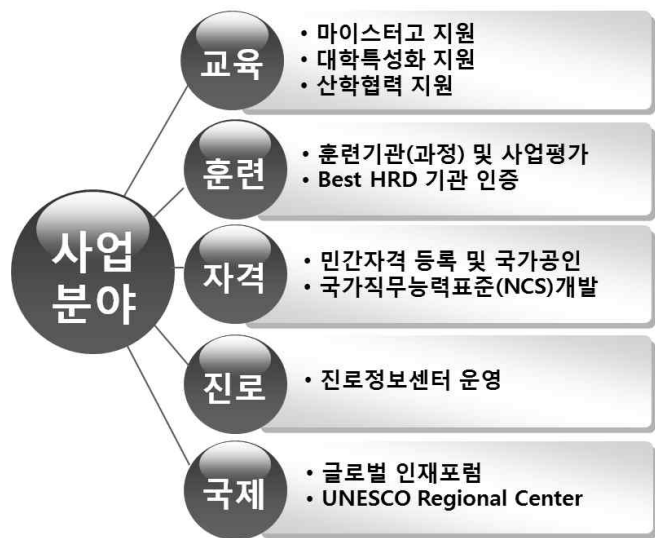 사업
분야
교육
• 마이스터고 지원
• 대학특성화 지원
• 산학협력 지원
훈련
• 훈련기관(과정) 및 사업평가
• Best HRD 기관 인증
자격
• 민간자격 등록 및 국가공인
• 국가직무능력표준(NCS)개발
진로
• 진로정보센터 운영
국제
• 글로벌 인재포럼
• UNESCO Regional Center